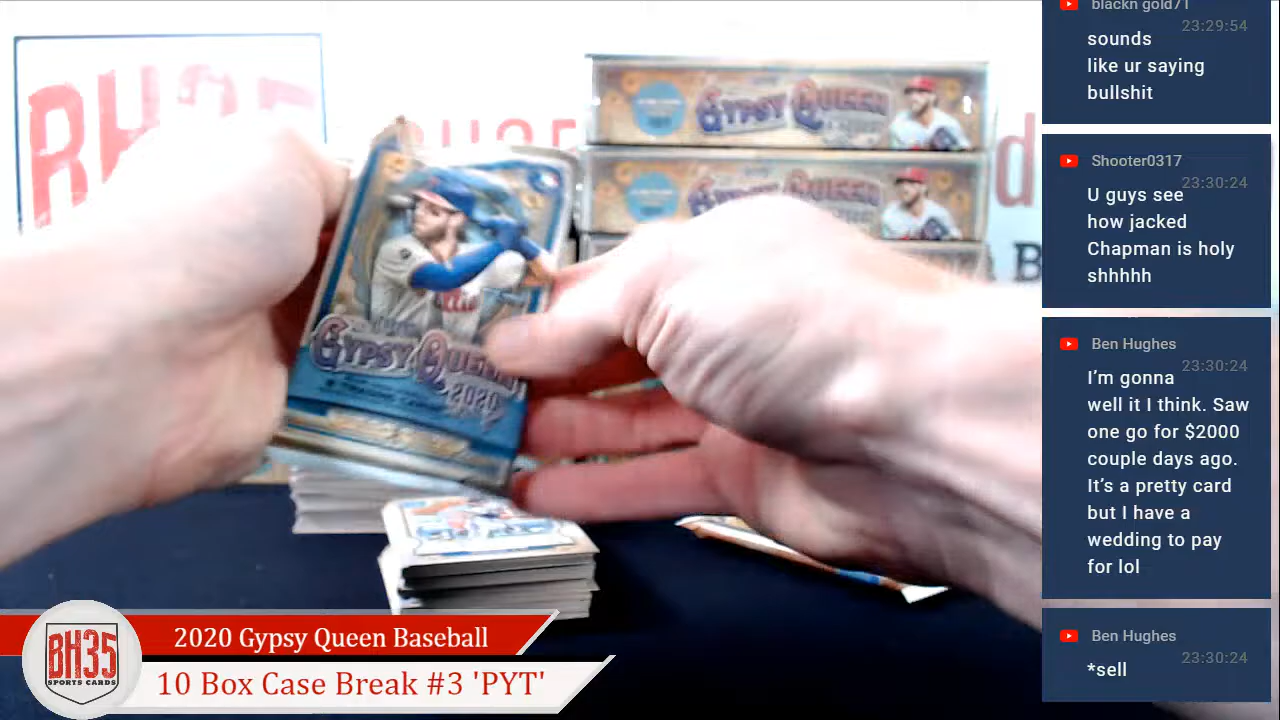 BH35
BH35
GYPSY QUEEN
GYPSY QUEEN
GYPSY QUEEN
2020
2020 Gypsy Queen Baseball
10 Box Case Break #3 'PYT'
BH35
SPORTS CARDS
blackn gold71
23:29:54
sounds
like ur saying
bullshit
Shooter0317
23:30:24
U guys see
how jacked
Chapman is holy
shhhhh
Ben Hughes
23:30:24
I'm gonna
well it I think. Saw
one go for $2000
couple days ago.
It's a pretty card
but I have a
wedding to pay
for lol
Ben Hughes
23:30:24
*sell